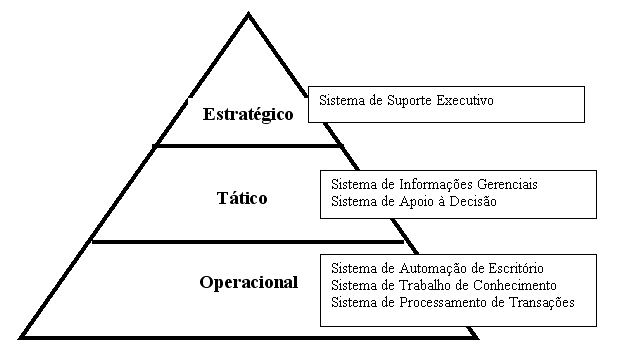 Estratégico
Sistema de Suporte Executivo
Tático
Sistema de Informações Gerenciais
Sistema de Apoio à Decisão
Operacional
Sistema de Automação de Escritório
Sistema de Trabalho de Conhecimento
Sistema de Processamento de Transações